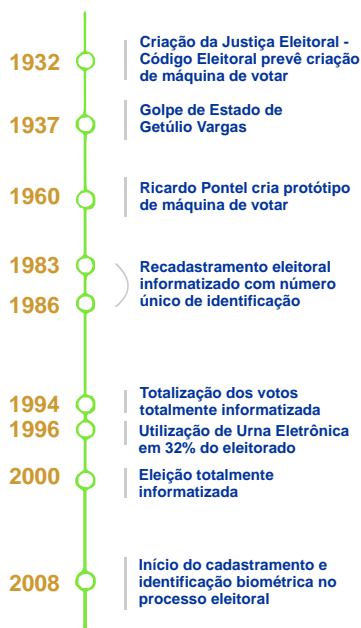 1932
Criação da Justiça Eleitoral -
Código Eleitoral prevê criação
de máquina de votar
1937
Golpe de Estado de
Getúlio Vargas
1960
Ricardo Pontel cria protótipo
de máquina de votar
1983
1986
Recadastramento eleitoral
informatizado com número
único de identificação
1994
Totalização dos votos
totalmente informatizada
1996
Utilização de Urna Eletrônica
em 32% do eleitorado
2000
Eleição totalmente
informatizada
2008
Início do cadastramento e
identificação biométrica no
processo eleitoral